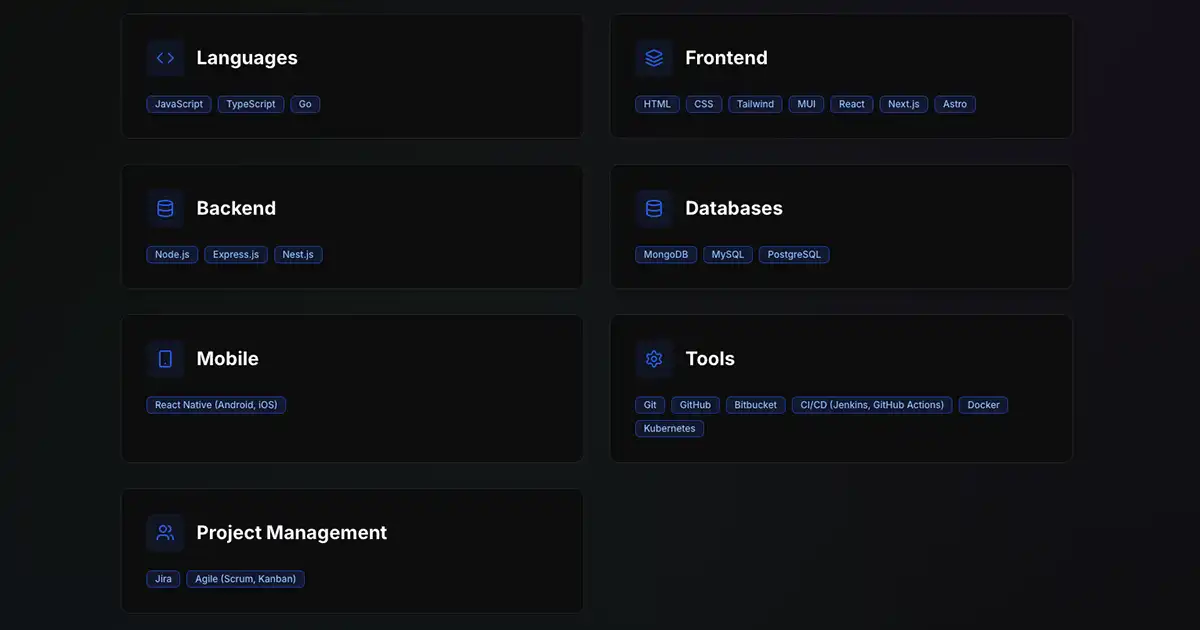 Languages
JavaScript TypeScript Go
Frontend
HTML CSS Tailwind MUI React Next.js Astro
Backend
Node.js Express.js Nest.js
Databases
MongoDB MySQL PostgreSQL
Mobile
React Native (Android, iOS)
Tools
Git GitHub Bitbucket CI/CD (Jenkins, GitHub Actions) Docker
Kubernetes
Project Management
Jira Agile (Scrum, Kanban)